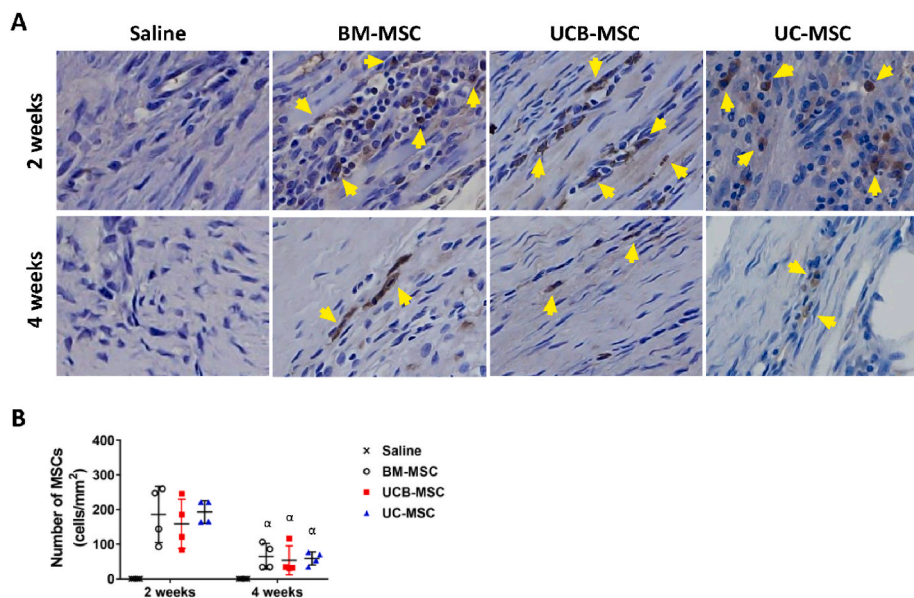 A
Saline
BM-MSC
UCB-MSC
UC-MSC
2 weeks
4 weeks
B
Number of MSCs
(cells/mm²)
400
300
200
100
0
α
α
α
2 weeks
4 weeks
Saline
BM-MSC
UCB-MSC
UC-MSC